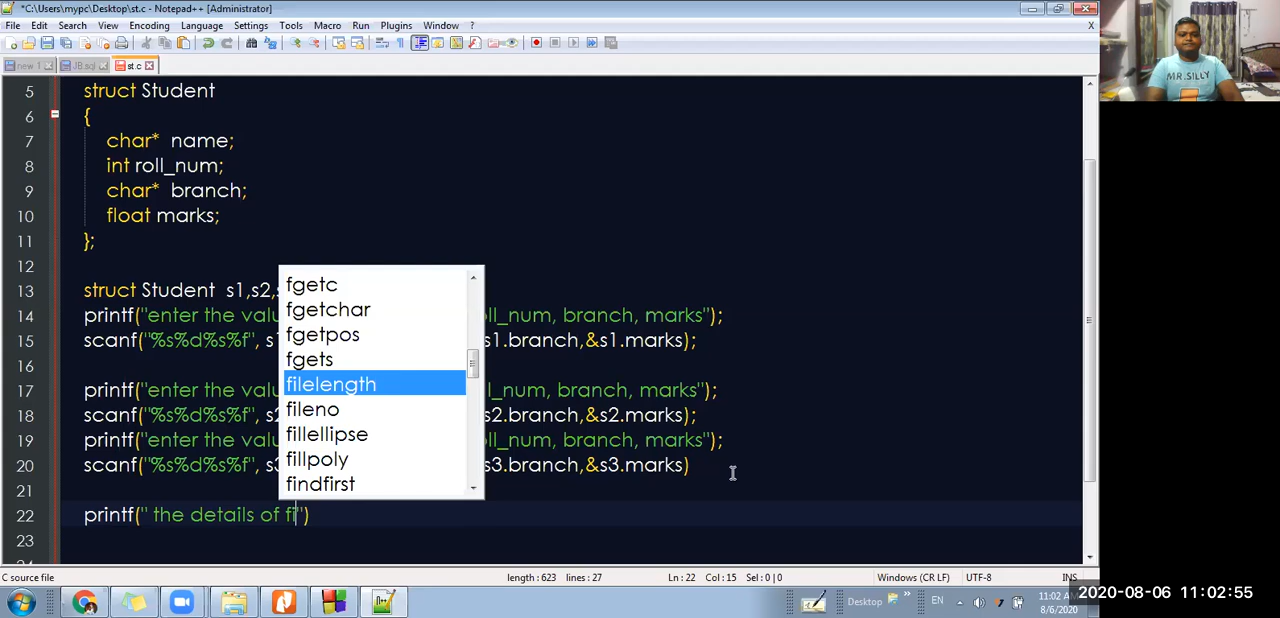 *C:\Users\mypc\Desktop\st.c - Notepad++ [Administrator]
File Edit Search View Encoding Language Settings Tools Macro Run Plugins Window ? X
new 1 JB.sql st.c
5 struct Student
6 {
7 char* name;
8 int roll_num;
9 char* branch;
10 float marks;
11 };
12
13 struct Student s1,s2,
14 printf("enter the valu oll_num, branch, marks");
15 scanf("%s%d%s%f", s1 s1.branch,&s1.marks);
16
17 printf("enter the valu l_num, branch, marks");
18 scanf("%s%d%s%f", s2 s2.branch,&s2.marks);
19 printf("enter the valu oll_num, branch, marks");
20 scanf("%s%d%s%f", s3 s3.branch,&s3.marks)
21
22 printf(" the details of fi")
23
fgetc
fgetchar
fgetpos
fgets
filelength
fileno
fillellipse
fillpoly
findfirst
MR.SILLY
C source file length : 623 lines : 27 Ln : 22 Col : 15 Sel : 0 | 0 Windows (CR LF) UTF-8 INS
Desktop » EN 11:02 AM
8/6/2020
2020-08-06 11:02:55